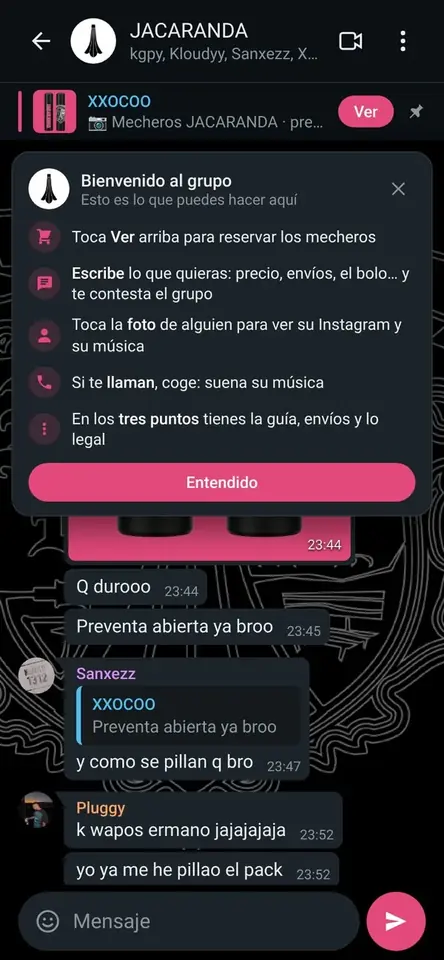 JACARANDA
kgpy, Kloudyy, Sanxezz, X...
XXOCOO
📷 Mecheros JACARANDA · pre...
Ver
Bienvenido al grupo
Esto es lo que puedes hacer aquí
Toca Ver arriba para reservar los mecheros
Escribe lo que quieras: precio, envíos, el bolo... y
te contesta el grupo
Toca la foto de alguien para ver su Instagram y
su música
Si te llaman, coge: suena su música
En los tres puntos tienes la guía, envíos y lo
legal
Entendido
23:44
Q durooo 23:44
Preventa abierta ya broo 23:45
Sanxezz
XXOCOO
Preventa abierta ya broo
y como se pillan q bro 23:47
1312
Pluggy
k wapos ermano jajajajaja 23:52
yo ya me he pillao el pack 23:52
Mensaje